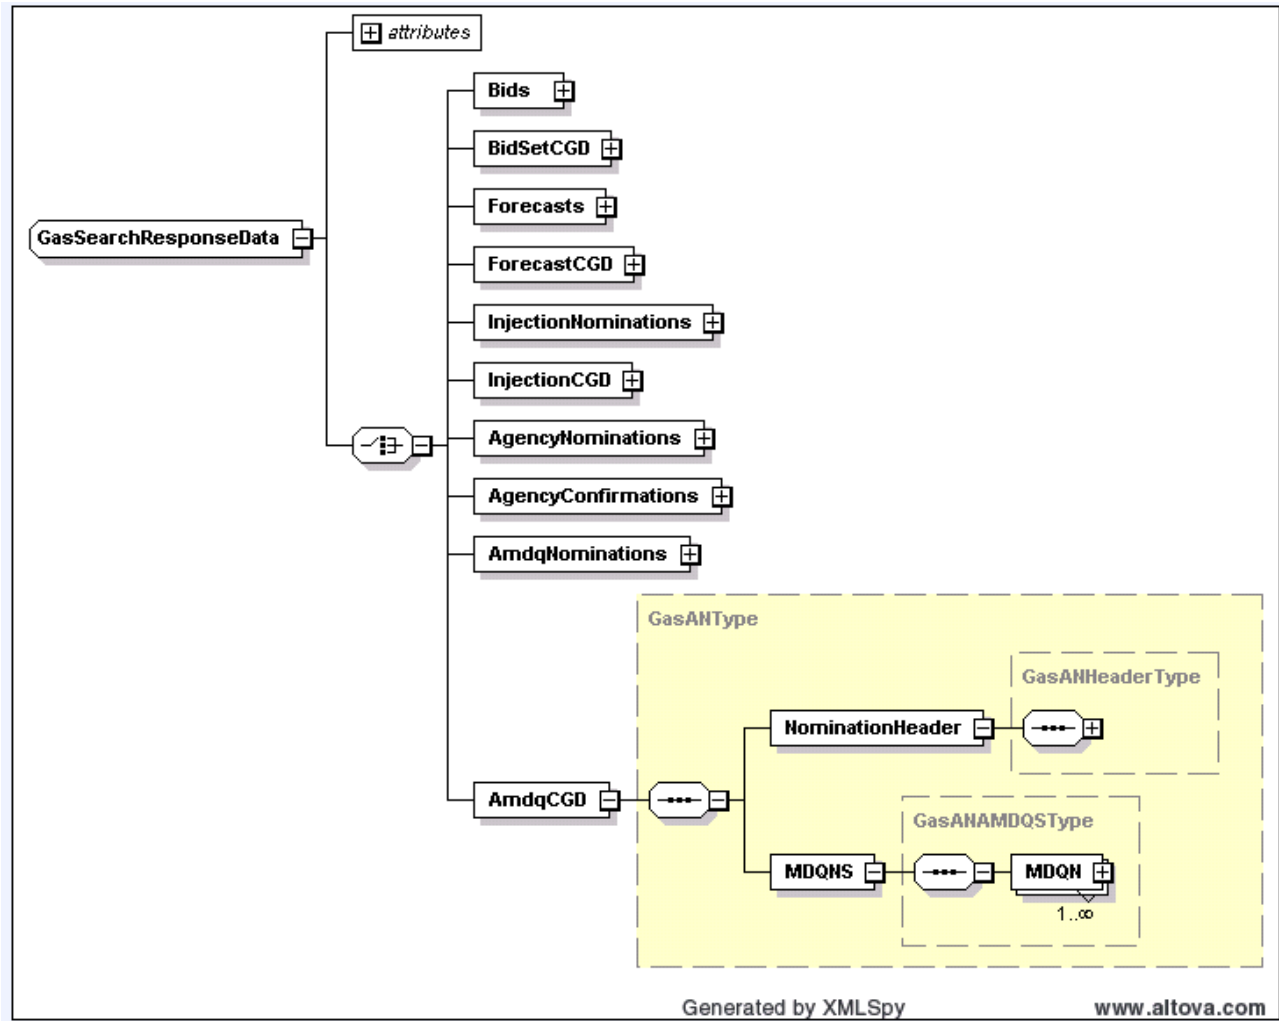 attributes
Bids
BidSetCGD
Forecasts
GasSearchResponseData
ForecastCGD
InjectionNominations
InjectionCGD
AgencyNominations
AgencyConfirmations
AmdqNominations
GasANType
GasANHeaderType
NominationHeader
AmdqCGD
GasANAMDQSType
MDQNS
MDQN
1..∞
Generated by XMLSpy
www.altova.com